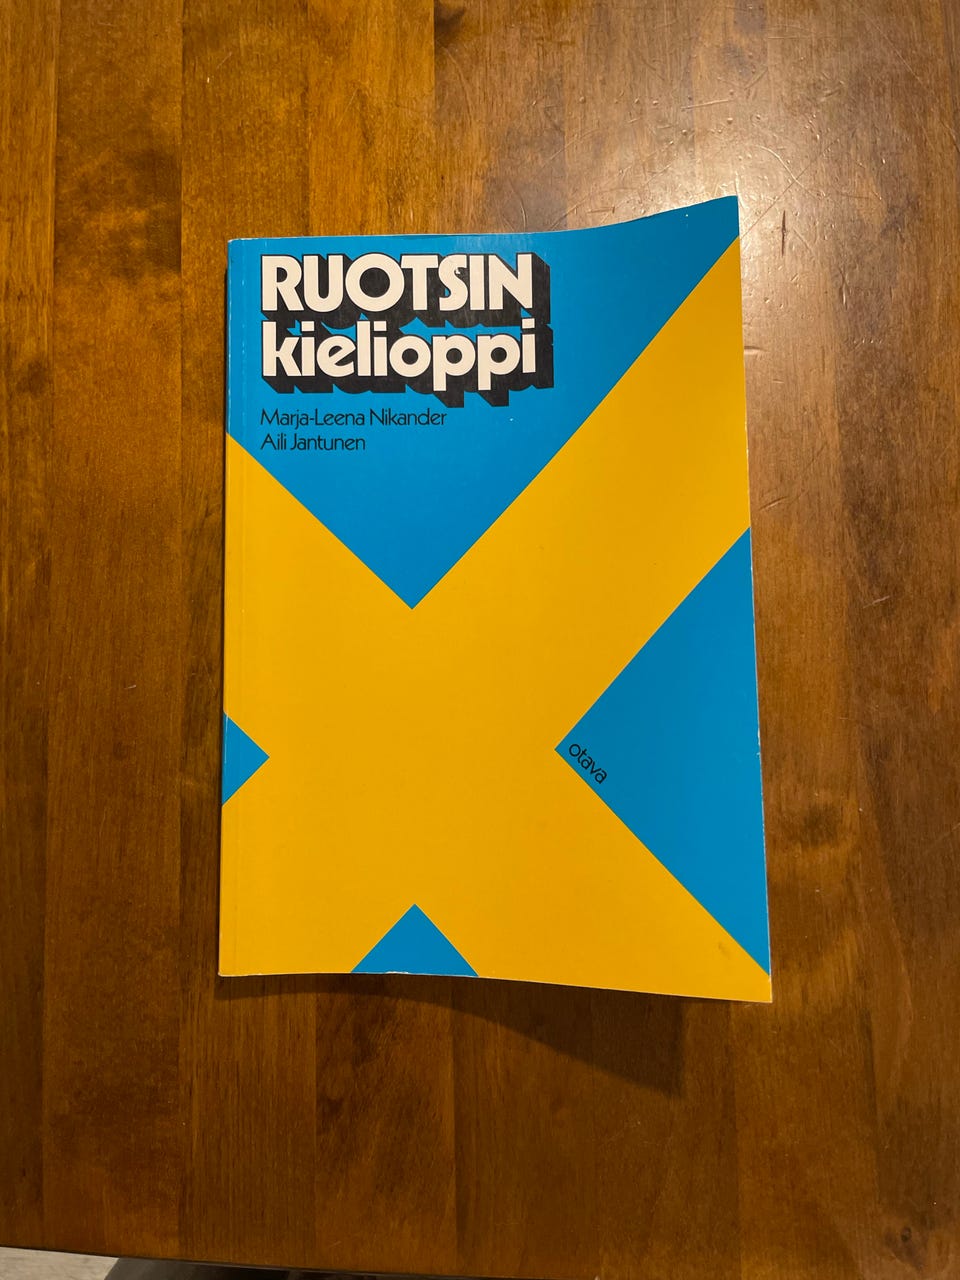 RUOTSIN
kielioppi
Marja-Leena Nikander
Aili Jantunen
otava